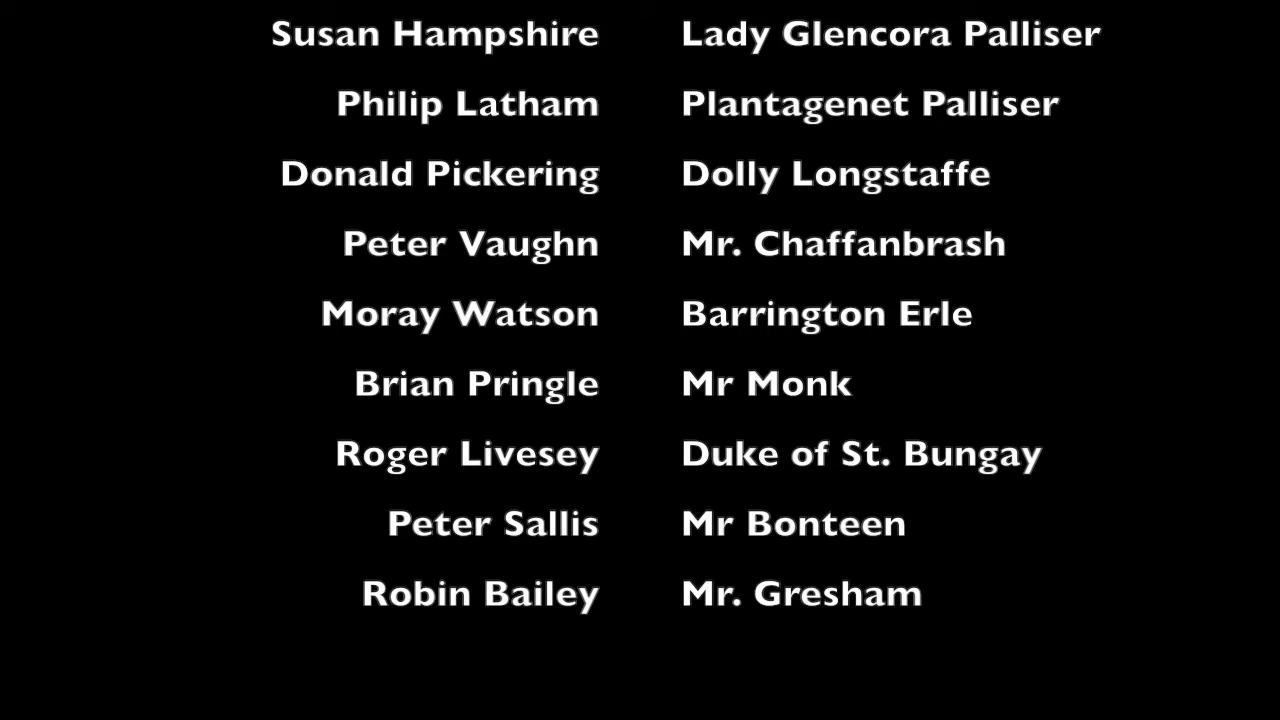 Susan Hampshire Lady Glencora Palliser
Philip Latham Plantagenet Palliser
Donald Pickering Dolly Longstaffe
Peter Vaughn Mr. Chaffanbrash
Moray Watson Barrington Erle
Brian Pringle Mr Monk
Roger Livesey Duke of St. Bungay
Peter Sallis Mr Bonteen
Robin Bailey Mr. Gresham